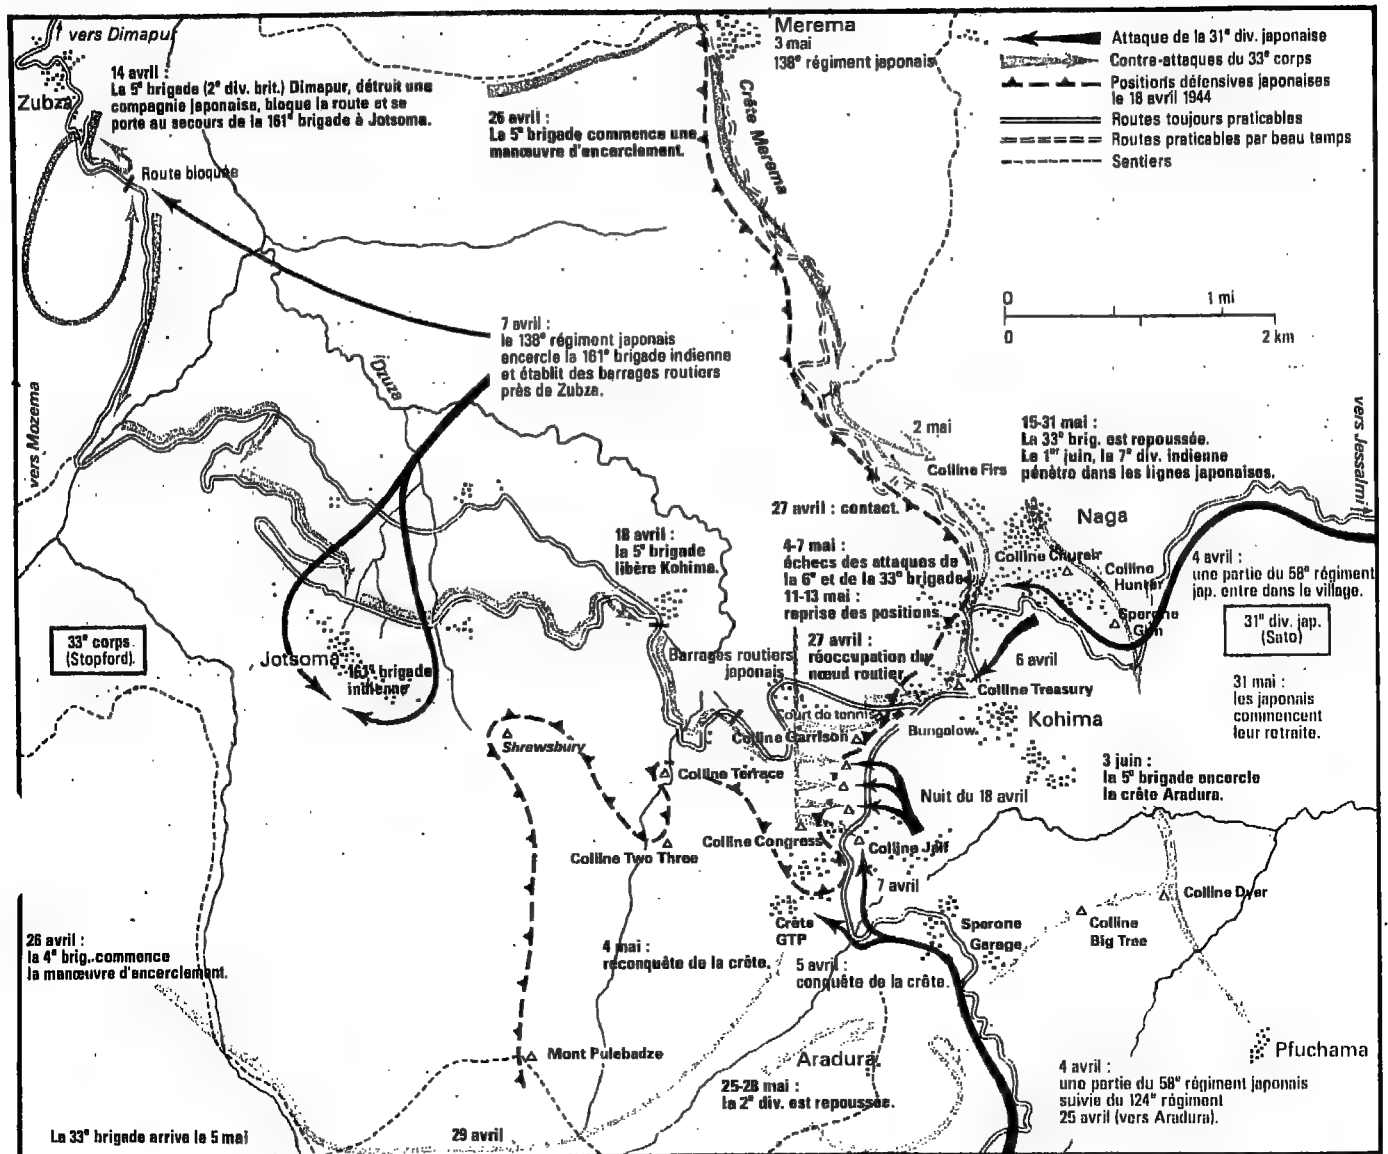 ↑ vers Dimapur
Zubza
14 avril :
La 5e brigade (2e div. brit.) Dimapur, détruit une
compagnie japonaise, bloque la route et se
porte au secours de la 161e brigade à Jotsoma.
Route bloquée
26 avril :
La 5e brigade commence une
manœuvre d'encerclement.
Merema
3 mai
138e régiment japonais
Crête Merema
Attaque de la 31e div. japonaise
Contre-attaques du 33e corps
Positions défensives japonaises
le 18 avril 1944
Routes toujours praticables
Routes praticables par beau temps
Sentiers
0 1 mi
0 2 km
7 avril :
le 138e régiment japonais
encercle la 161e brigade indienne
et établit des barrages routiers
près de Zubza.
Dzuza
vers Mozema
vers Jessalmi
2 mai
Colline Firs
15-31 mai :
La 33e brig. est repoussée.
Le 1er juin, la 7e div. indienne
pénètre dans les lignes japonaises.
27 avril : contact.
Naga
18 avril :
la 5e brigade
libère Kohima.
4-7 mai :
échecs des attaques de
la 6e et de la 33e brigade
11-13 mai :
reprise des positions.
Colline
Colline
Hunter
Sperone
4 avril :
une partie du 58e régiment
jap. entre dans le village.
31e div. jap.
(Sato)
33e corps.
(Stopford).
Jotsoma
161e brigade
indienne
Barrages routiers
japonais
27 avril :
réoccupation du
nœud routier.
6 avril
Colline Treasury
31 mai :
les japonais
commencent
leur retraite.
Court de tennis
Colline Garrison
Bungalow.
Kohima
Shrewsbury
Colline Terrace
Nuit du 18 avril
3 juin :
la 5e brigade encercle
la crête Aradura.
Colline Two Three
Colline Congress
Colline Jail
7 avril
Colline Dyer
Colline
Big Tree
Crête
GTP
Sperone
Garage
26 avril :
la 4e brig. commence
la manœuvre d'encerclement.
4 mai :
reconquête de la crête.
5 avril :
conquête de la crête.
Mont Pulebadze
Aradura
Pfuchama
25-28 mai :
la 2e div. est repoussée.
4 avril :
une partie du 58e régiment japonais
suivie du 124e régiment
25 avril (vers Aradura).
La 33e brigade arrive le 5 mai
29 avril